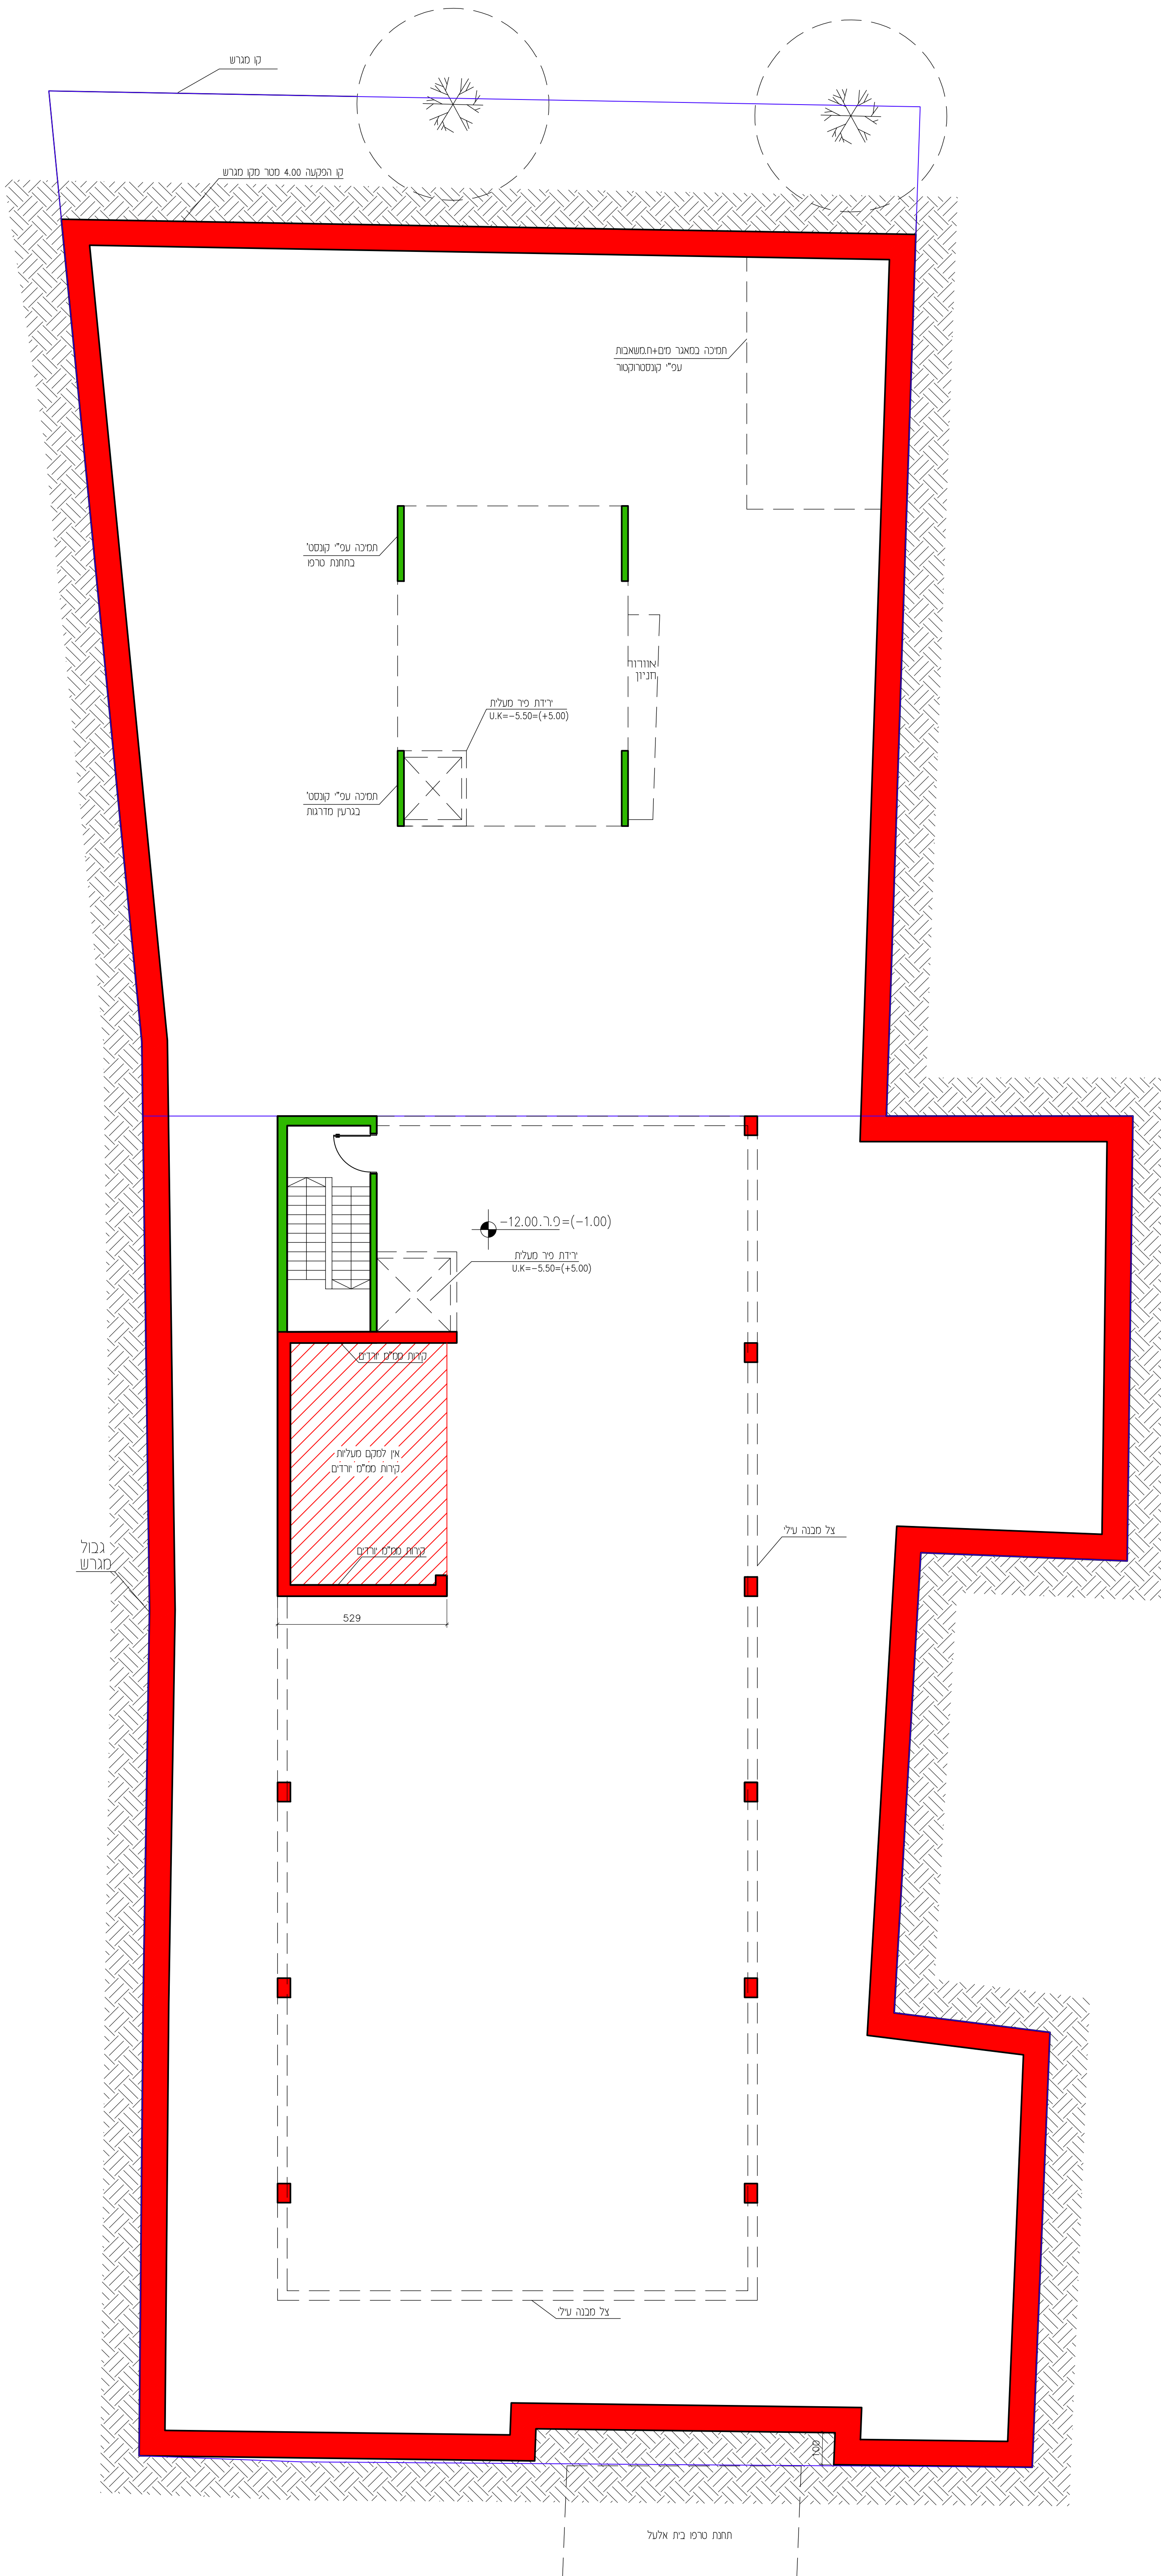 קו מגרש
קו הפקעה 4.00 מטר מקו מגרש
תמיכה במאגר מים+ח.משאבות
עפ"י קונסטרוקטור
תמיכה עפ"י קונסט'
בתחנת טרפו
אוורור
חניון
ירידת פיר מעלית
U.K=-5.50=(+5.00)
תמיכה עפ"י קונסט'
בגרעין מדרגות
-12.00.פ.ר=(-1.00)
ירידת פיר מעלית
U.K=-5.50=(+5.00)
קירות ממ"מ יורדים
אין למקם מעליות
קירות ממ"מ יורדים
צל מבנה עילי
גבול
מגרש
קירות ממ"מ יורדים
529
צל מבנה עילי
100
תחנת טרפו בית אלעל